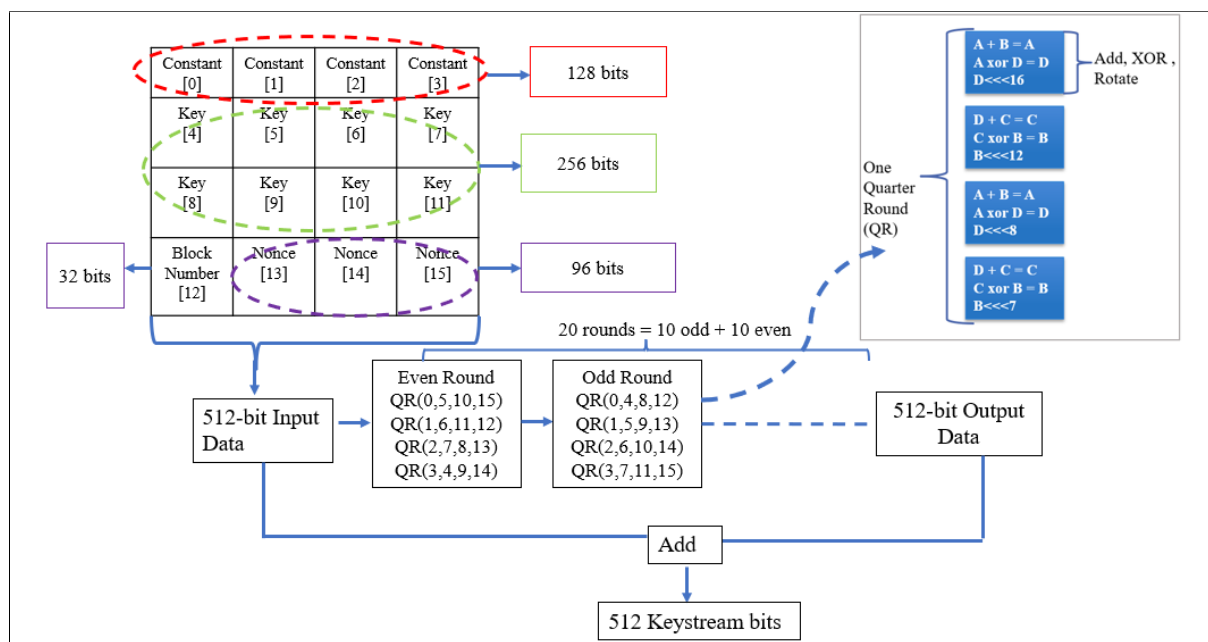 Constant Constant Constant Constant
[0] [1] [2] [3]
128 bits
Key Key Key Key
[4] [5] [6] [7]
256 bits
Key Key Key Key
[8] [9] [10] [11]
Block Nonce Nonce Nonce
Number [13] [14] [15]
[12]
32 bits
96 bits
A + B = A
A xor D = D
D<<<16
Add, XOR ,
Rotate
D + C = C
C xor B = B
B<<<12
One
Quarter
Round
(QR)
A + B = A
A xor D = D
D<<<8
D + C = C
C xor B = B
B<<<7
20 rounds = 10 odd + 10 even
512-bit Input
Data
Even Round
QR(0,5,10,15)
QR(1,6,11,12)
QR(2,7,8,13)
QR(3,4,9,14)
Odd Round
QR(0,4,8,12)
QR(1,5,9,13)
QR(2,6,10,14)
QR(3,7,11,15)
512-bit Output
Data
Add
512 Keystream bits